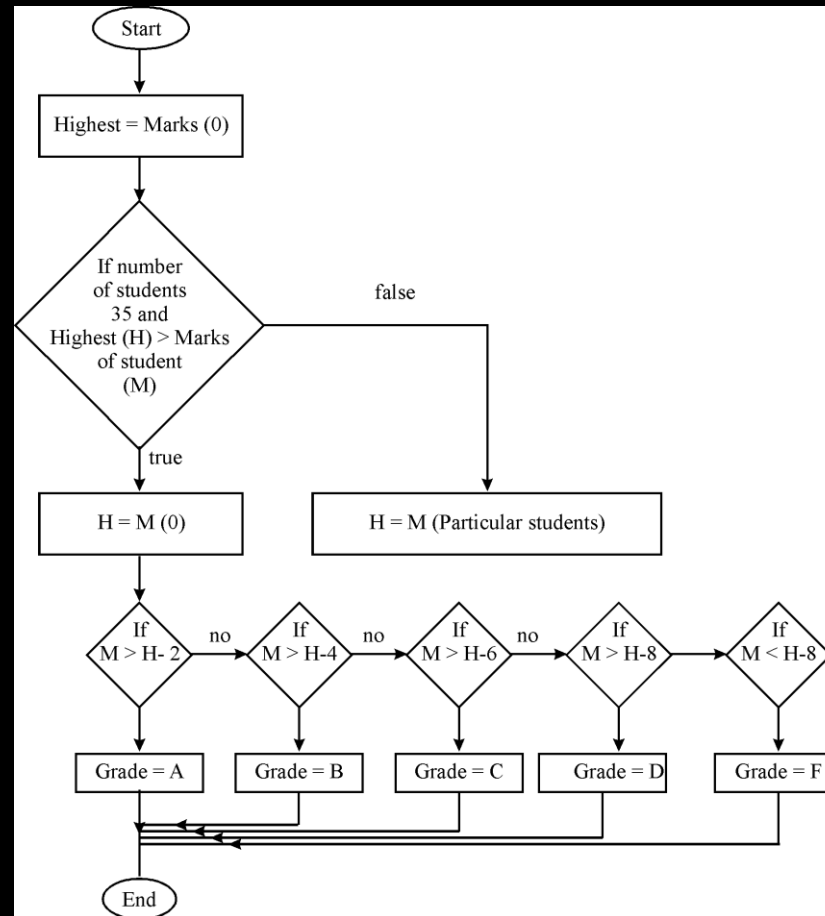 Start
Highest = Marks (0)
If number
of students
35 and
Highest (H) > Marks
of student
(M)
false
true
H = M (0)
H = M (Particular students)
If
M > H- 2
no
If
M > H-4
no
If
M > H-6
no
If
M > H-8
If
M < H-8
Grade = A
Grade = B
Grade = C
Grade = D
Grade = F
End